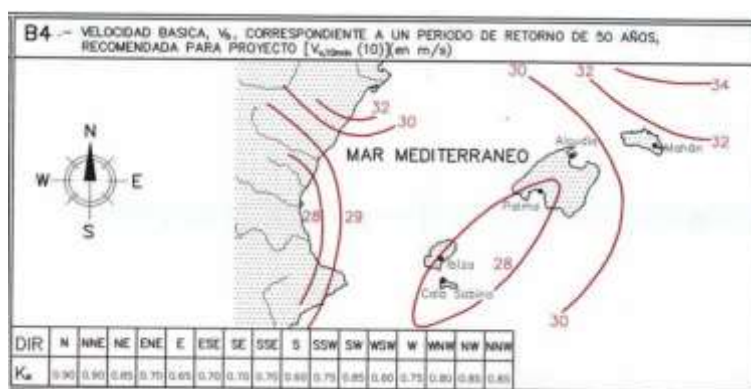 B4.- VELOCIDAD BASICA, Vb, CORRESPONDIENTE A UN PERIODO DE RETORNO DE 50 AÑOS,
RECOMENDADA PARA PROYECTO [Vv,10min (10)](en m/s)
30
32
34
32
30
32
MAR MEDITERRANEO
Alcudia
Mahón
N
W
E
S
Palma
28
29
Ibiza
28
Cala Sabina
30
DIR N NNE NE ENE E ESE SE SSE S SSW SW WSW W WNW NW NNW
Kα 0.90 0.90 0.85 0.70 0.65 0.70 0.70 0.70 0.60 0.75 0.85 0.80 0.75 0.80 0.85 0.85